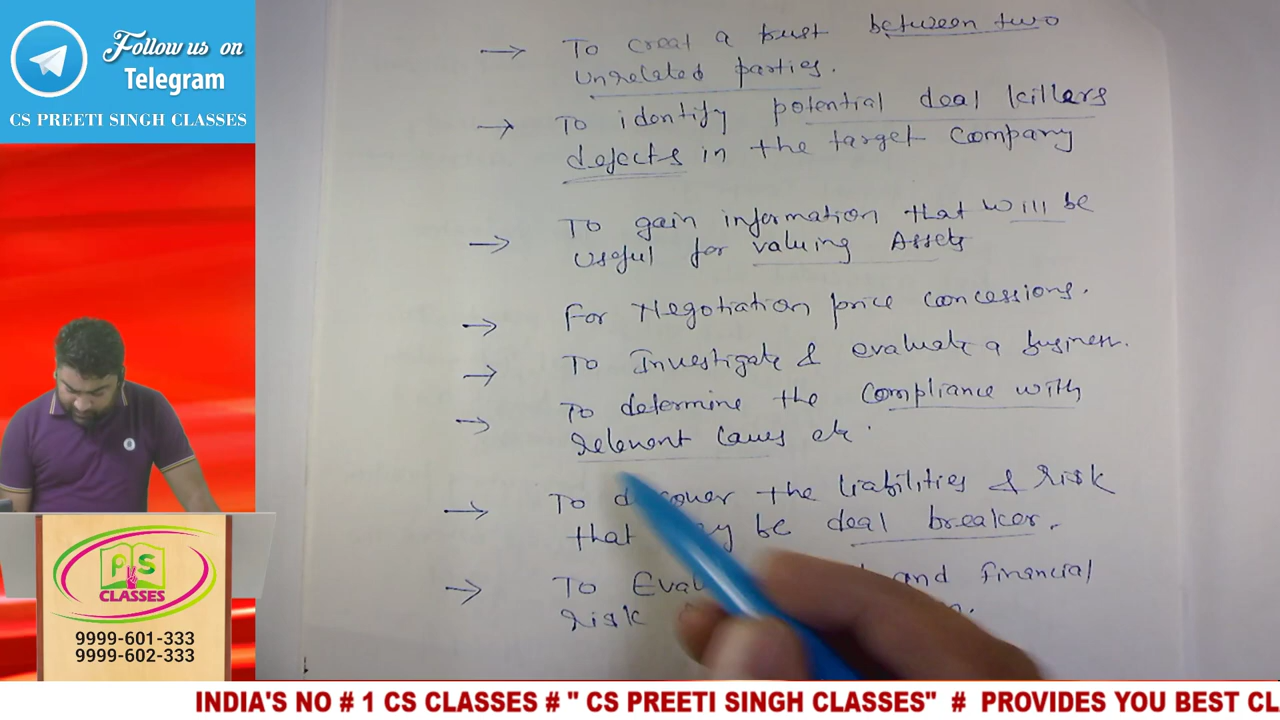 Follow us on
Telegram
CS PREETI SINGH CLASSES
→ To creat a trust between two
unrelated parties.
→ To identify potential deal killers
defects in the target company
→ To gain information that will be
useful for valuing Assets
→ For Negotiation price concessions.
→ To Investigate & evaluate a business.
→ To determine the compliance with
relevent laws etc.
→ To discover the liabilities & risk
that may be deal breaker.
→ To and financial
risk
PS
CLASSES
9999-601-333
9999-602-333
INDIA'S NO # 1 CS CLASSES # " CS PREETI SINGH CLASSES" # PROVIDES YOU BEST CL